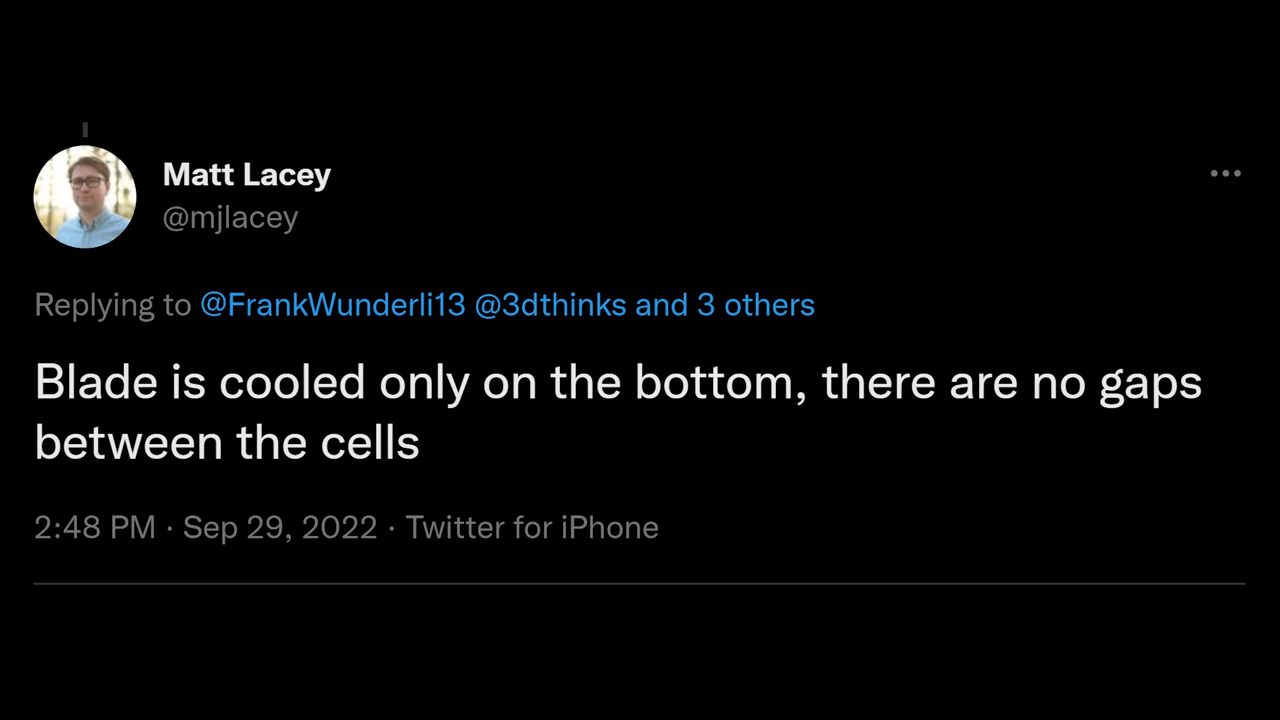 Matt Lacey
@mjlacey
Replying to @FrankWunderli13 @3dthinks and 3 others
Blade is cooled only on the bottom, there are no gaps
between the cells
2:48 PM · Sep 29, 2022 · Twitter for iPhone